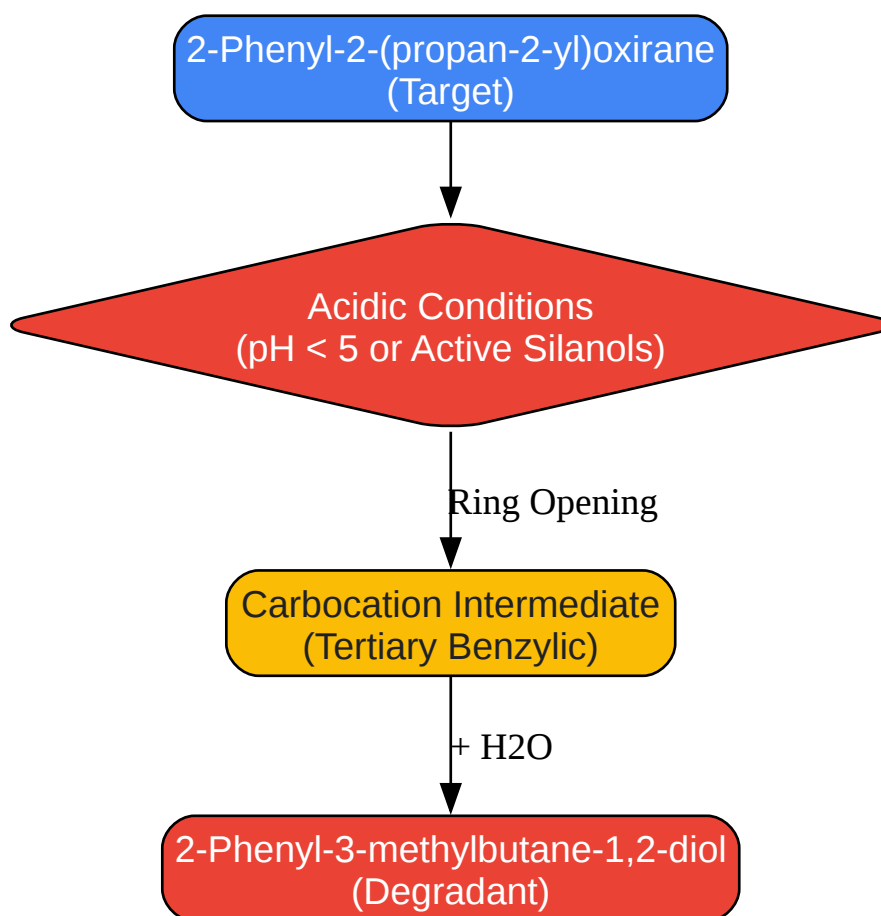 2-Phenyl-2-(propan-2-yl)oxirane
(Target)
Acidic Conditions
(pH < 5 or Active Silanols)
Ring Opening
Carbocation Intermediate
(Tertiary Benzylic)
+ H2O
2-Phenyl-3-methylbutane-1,2-diol
(Degradant)